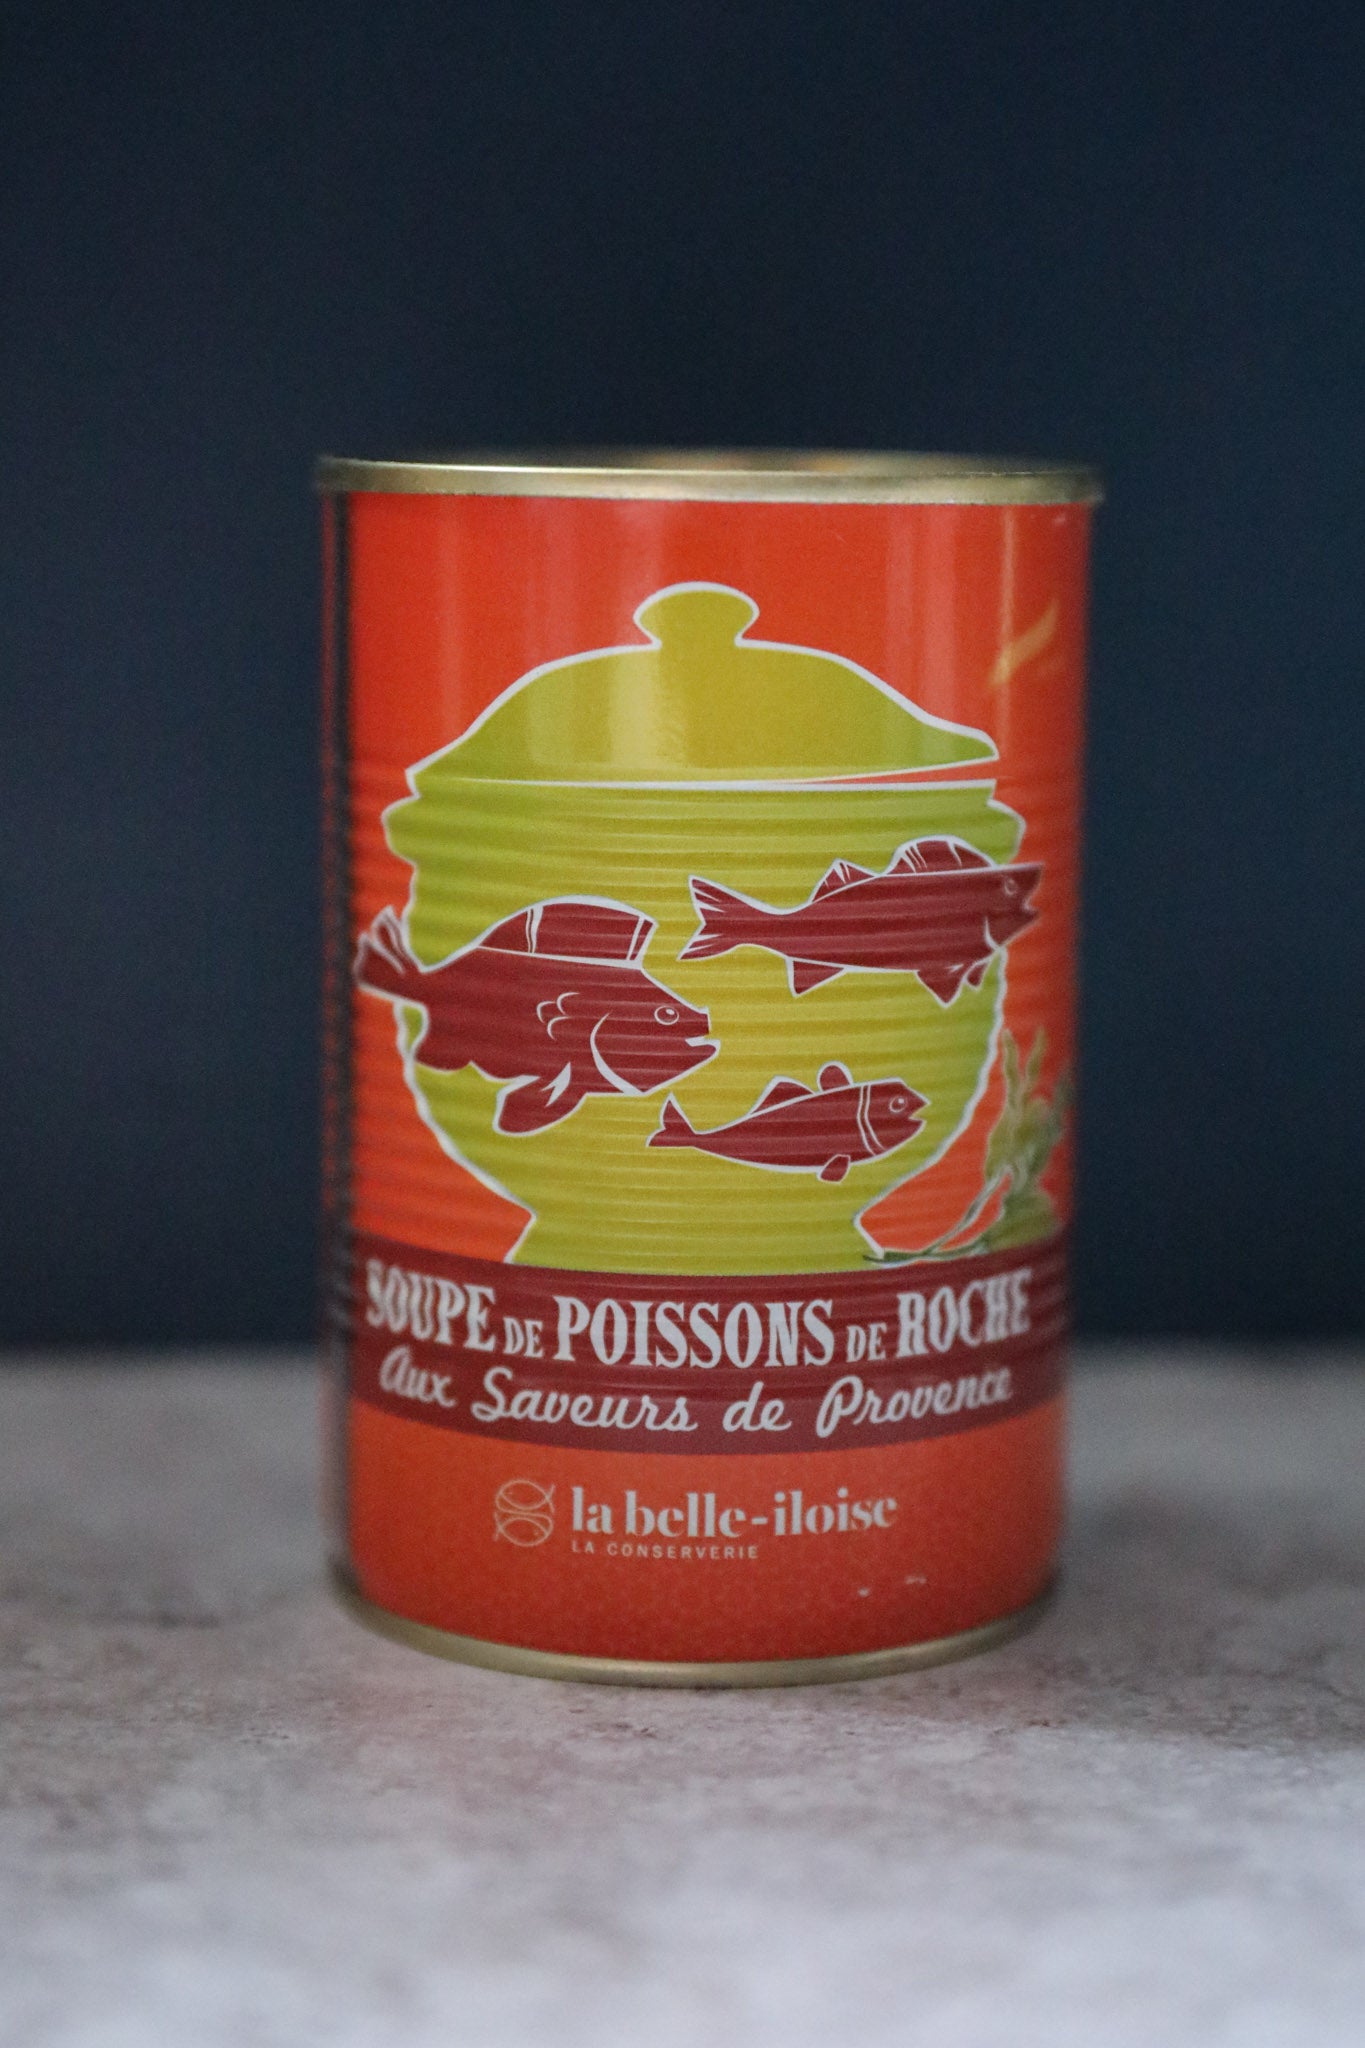 SOUPE DE POISSONS DE ROCHE
Aux Saveurs de Provence
la belle-iloise
LA CONSERVERIE